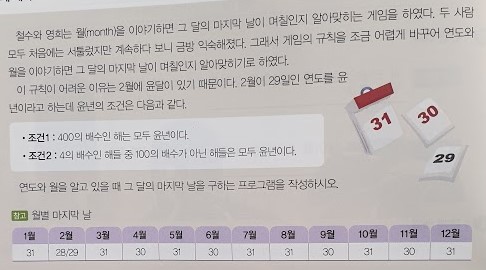 철수와 영희는 월(month)을 이야기하면 그 달의 마지막 날이 며칠인지 알아맞히는 게임을 하였다. 두 사람
모두 처음에는 서툴렀지만 계속하다 보니 금방 익숙해졌다. 그래서 게임의 규칙을 조금 어렵게 바꾸어 연도와
월을 이야기하면 그 달의 마지막 날이 며칠인지 알아맞히기로 하였다.
이 규칙이 어려운 이유는 2월에 윤달이 있기 때문이다. 2월이 29일인 연도를 윤
년이라고 하는데 윤년의 조건은 다음과 같다.
31
30
29
• 조건1 : 400의 배수인 해는 모두 윤년이다.
• 조건2 : 4의 배수인 해들 중 100의 배수가 아닌 해들은 모두 윤년이다.
연도와 월을 알고 있을 때 그 달의 마지막 날을 구하는 프로그램을 작성하시오.
참고 월별 마지막 날
1월 2월 3월 4월 5월 6월 7월 8월 9월 10월 11월 12월
31 28/29 31 30 31 30 31 31 30 31 30 31